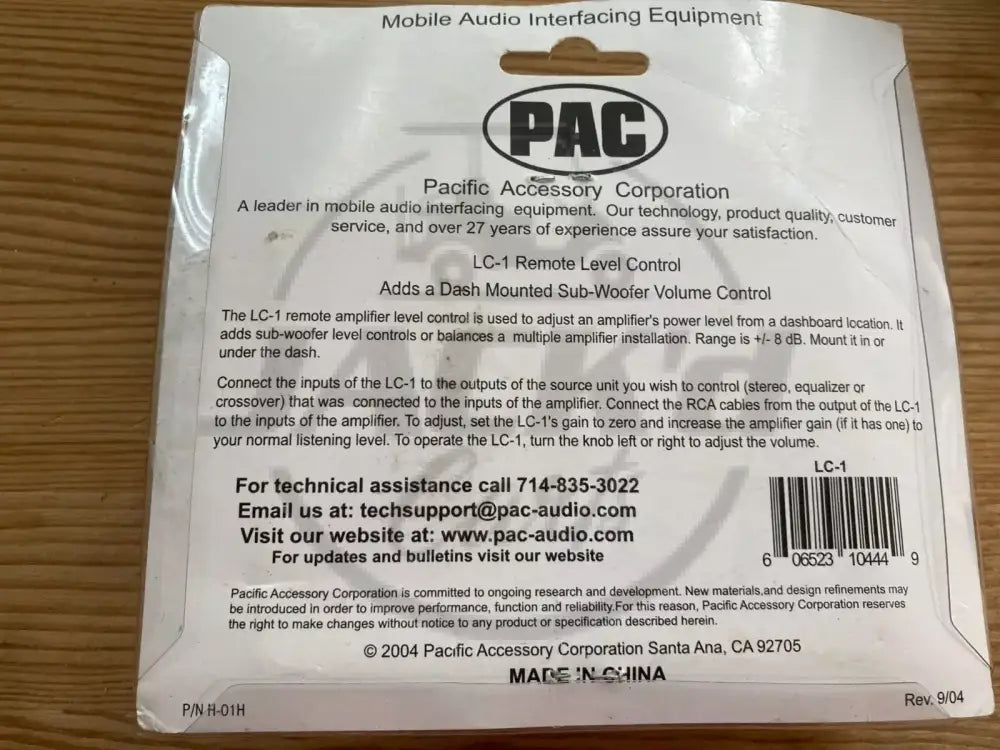 Mobile Audio Interfacing Equipment
PAC
Pacific Accessory Corporation
A leader in mobile audio interfacing equipment. Our technology, product quality, customer
service, and over 27 years of experience assure your satisfaction.
LC-1 Remote Level Control
Adds a Dash Mounted Sub-Woofer Volume Control
The LC-1 remote amplifier level control is used to adjust an amplifier's power level from a dashboard location. It
adds sub-woofer level controls or balances a multiple amplifier installation. Range is +/- 8 dB. Mount it in or
under the dash.
Connect the inputs of the LC-1 to the outputs of the source unit you wish to control (stereo, equalizer or
crossover) that was connected to the inputs of the amplifier. Connect the RCA cables from the output of the LC-1
to the inputs of the amplifier. To adjust, set the LC-1's gain to zero and increase the amplifier gain (if it has one) to
your normal listening level. To operate the LC-1, turn the knob left or right to adjust the volume.
For technical assistance call 714-835-3022
Email us at: techsupport@pac-audio.com
Visit our website at: www.pac-audio.com
For updates and bulletins visit our website
LC-1
6 06523 10444 9
Pacific Accessory Corporation is committed to ongoing research and development. New materials,and design refinements may
be introduced in order to improve performance, function and reliability.For this reason, Pacific Accessory Corporation reserves
the right to make changes without notice to any product or specification described herein.
© 2004 Pacific Accessory Corporation Santa Ana, CA 92705
MADE IN CHINA
P/N H-01H
Rev. 9/04